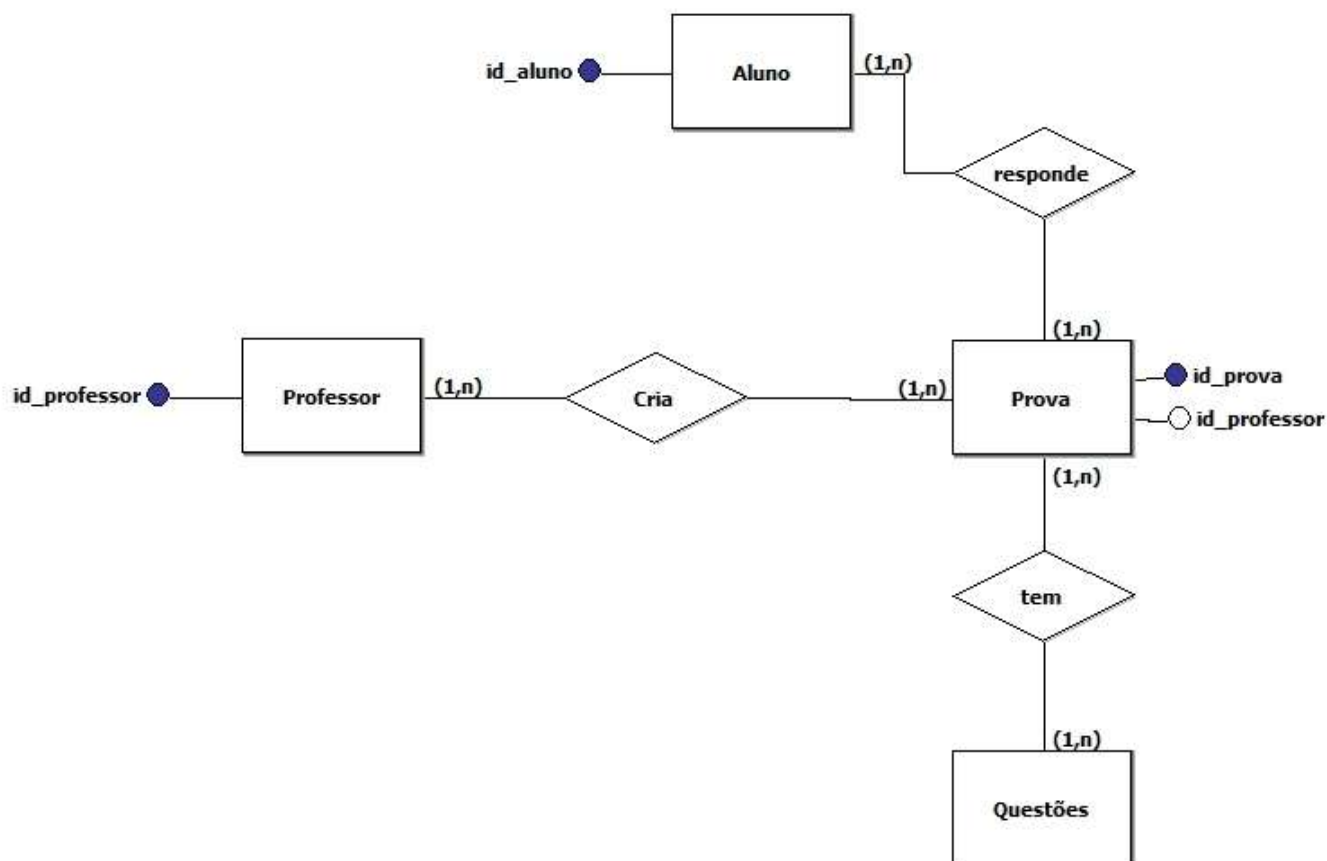 id_aluno
Aluno
(1,n)
responde
(1,n)
id_professor
Professor
(1,n)
Cria
(1,n)
Prova
id_prova
id_professor
(1,n)
tem
(1,n)
Questões